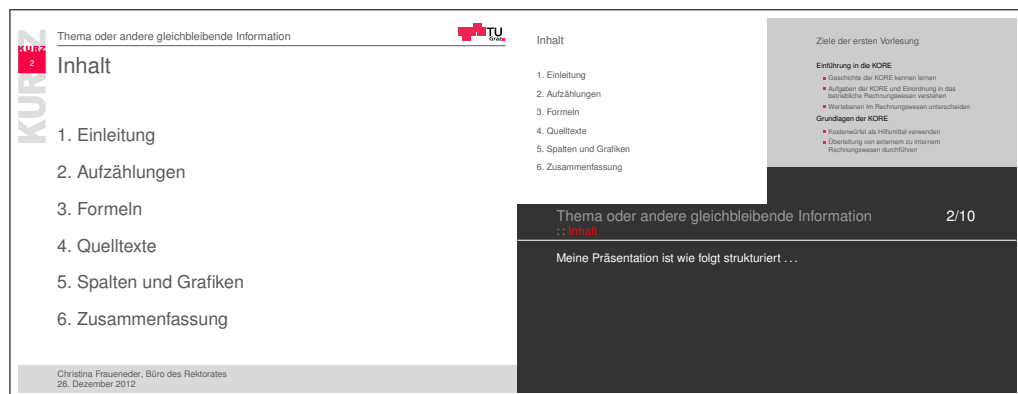 Thema oder andere gleichbleibende Information
TU
Graz
KURZ
KURZ
2
Inhalt
1. Einleitung
2. Aufzählungen
3. Formeln
4. Quelltexte
5. Spalten und Grafiken
6. Zusammenfassung
Christina Fraueneder, Büro des Rektorates
26. Dezember 2012
Inhalt
1. Einleitung
2. Aufzählungen
3. Formeln
4. Quelltexte
5. Spalten und Grafiken
6. Zusammenfassung
Ziele der ersten Vorlesung
Einführung in die KORE
Geschichte der KORE kennen lernen
Aufgaben der KORE und Einordnung in das
betriebliche Rechnungswesen verstehen
Wertebenen im Rechnungswesen unterscheiden
Grundlagen der KORE
Kostenwürfel als Hilfsmittel verwenden
Überleitung von externem zu internem
Rechnungswesen durchführen
Thema oder andere gleichbleibende Information 2/10
:: Inhalt
Meine Präsentation ist wie folgt strukturiert ...